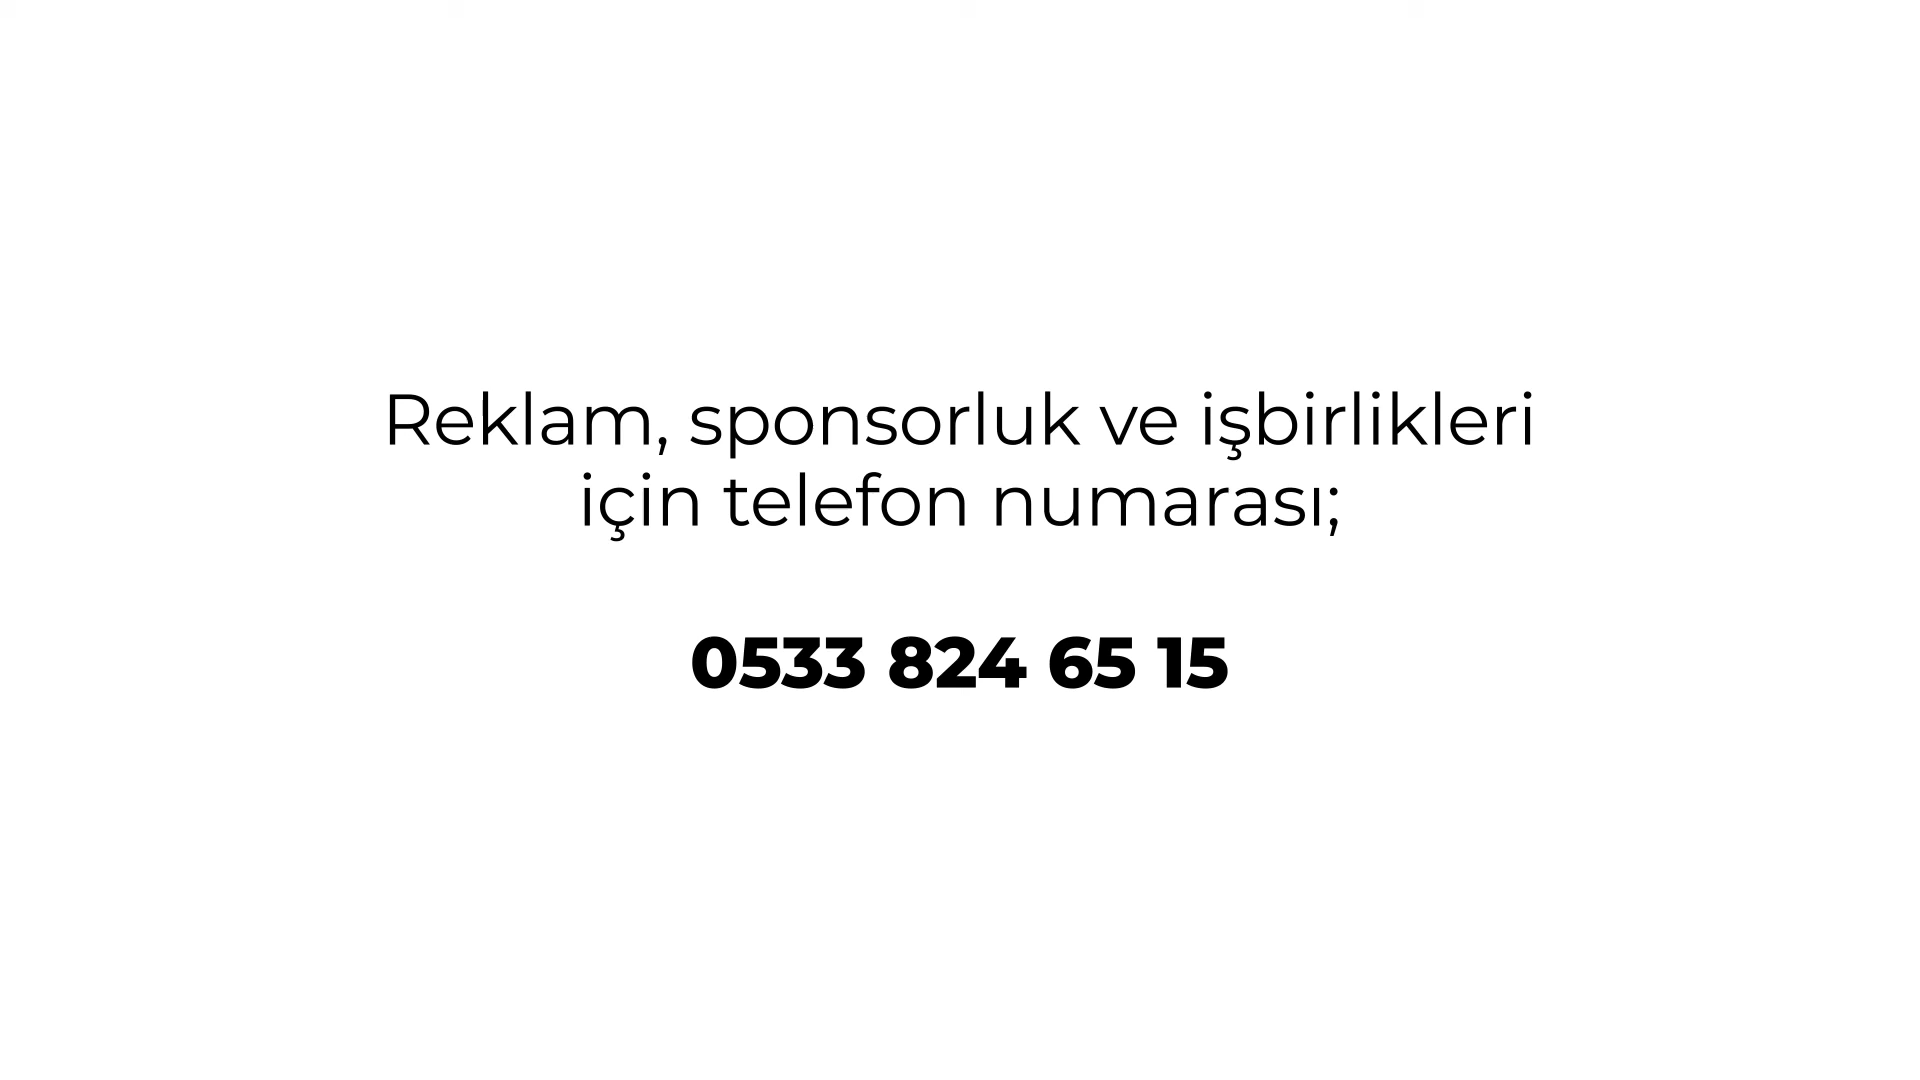 Reklam, sponsorluk ve işbirlikleri
için telefon numarası;
0533 824 65 15